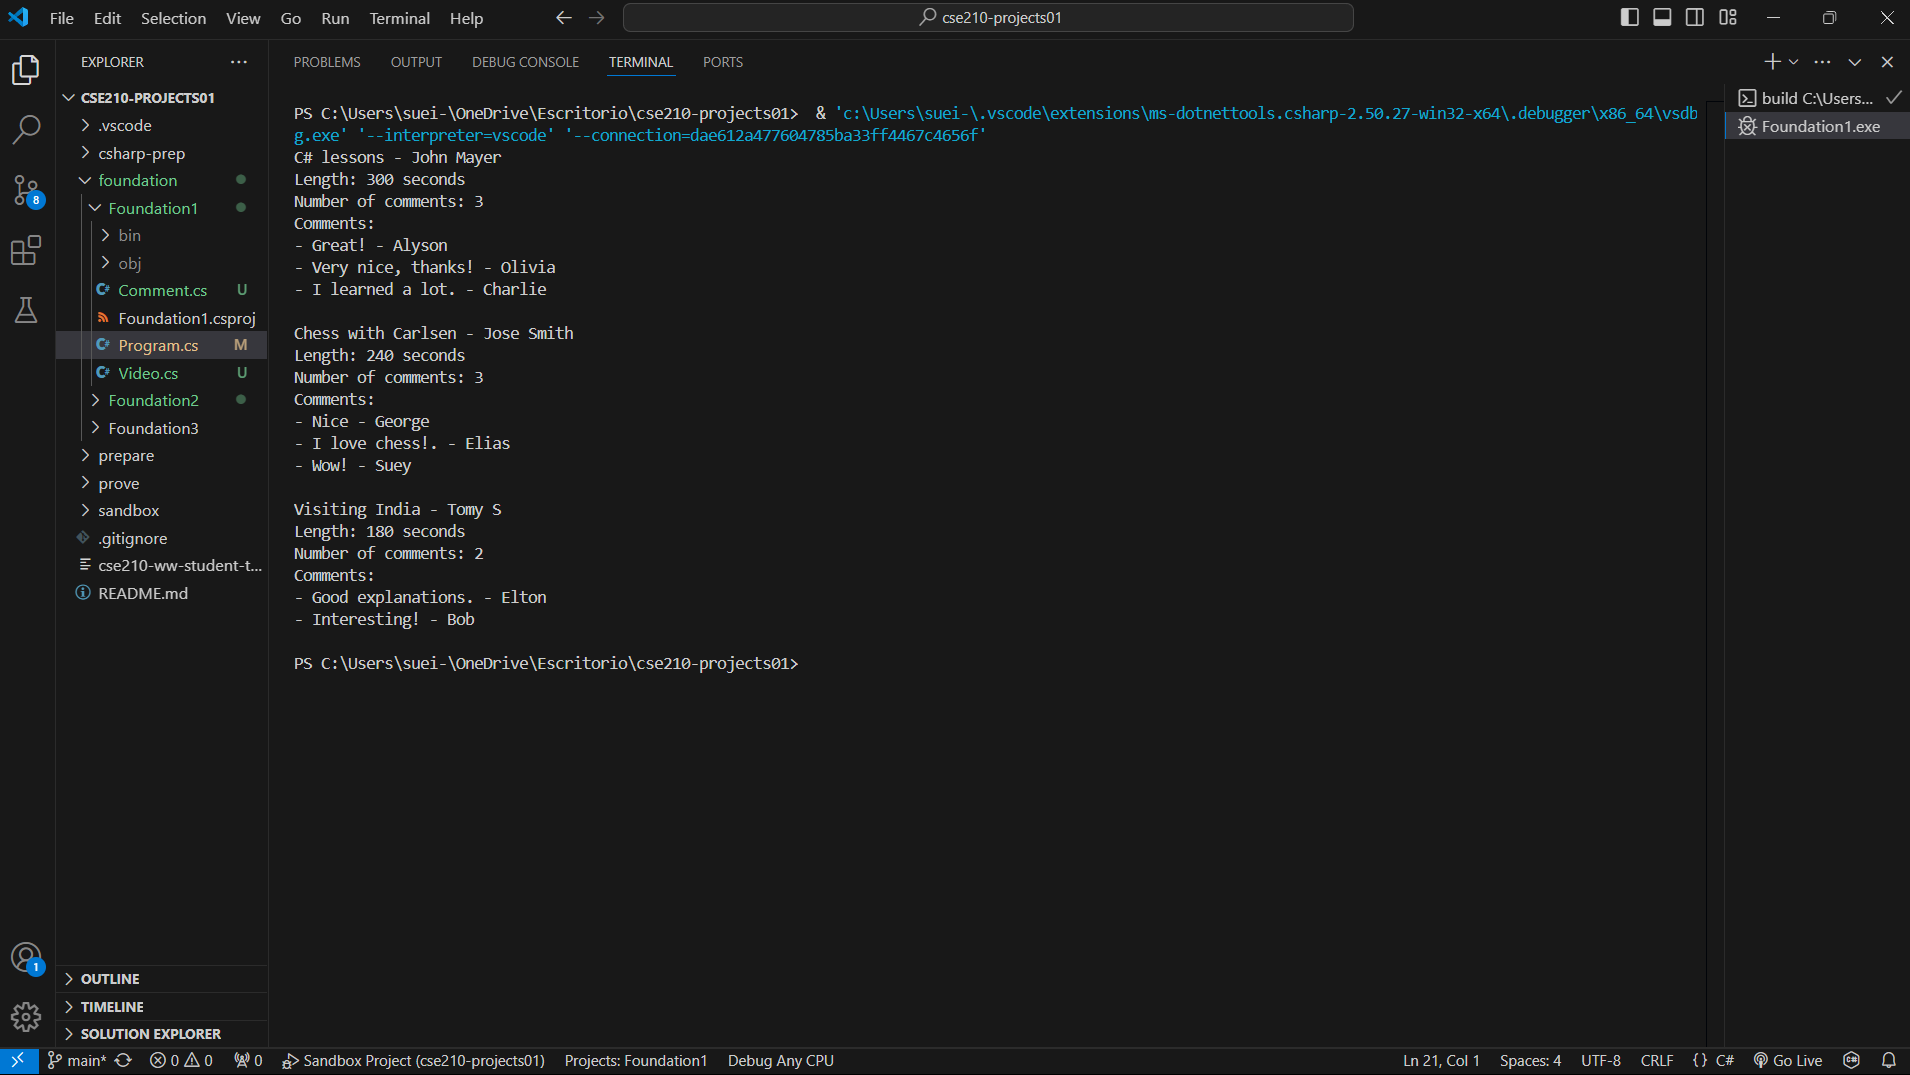 File Edit Selection View Go Run Terminal Help
cse210-projects01
EXPLORER
CSE210-PROJECTS01
.vscode
csharp-prep
foundation
Foundation1
bin
obj
C# Comment.cs U
Foundation1.csproj
C# Program.cs M
C# Video.cs U
Foundation2
Foundation3
prepare
prove
sandbox
.gitignore
cse210-ww-student-t...
README.md
OUTLINE
TIMELINE
SOLUTION EXPLORER
8
1
PROBLEMS OUTPUT DEBUG CONSOLE TERMINAL PORTS
PS C:\Users\suei-\OneDrive\Escritorio\cse210-projects01> & 'c:\Users\suei-\.vscode\extensions\ms-dotnettools.csharp-2.50.27-win32-x64\.debugger\x86_64\vsdb
g.exe' '--interpreter=vscode' '--connection=dae612a477604785ba33ff4467c4656f'
C# lessons - John Mayer
Length: 300 seconds
Number of comments: 3
Comments:
- Great! - Alyson
- Very nice, thanks! - Olivia
- I learned a lot. - Charlie
Chess with Carlsen - Jose Smith
Length: 240 seconds
Number of comments: 3
Comments:
- Nice - George
- I love chess!. - Elias
- Wow! - Suey
Visiting India - Tomy S
Length: 180 seconds
Number of comments: 2
Comments:
- Good explanations. - Elton
- Interesting! - Bob
PS C:\Users\suei-\OneDrive\Escritorio\cse210-projects01>
build C:\Users...
Foundation1.exe
main* 0 0 0 Sandbox Project (cse210-projects01) Projects: Foundation1 Debug Any CPU Ln 21, Col 1 Spaces: 4 UTF-8 CRLF {} C# Go Live